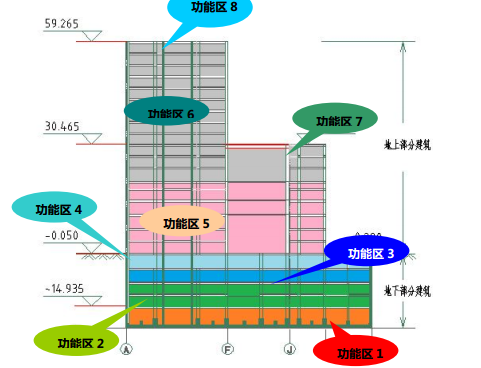 功能区 8
59.265
功能区 6
功能区 7
30.465
地上部分建筑
功能区 4
功能区 5
-0.050
功能区 3
-14.935
地下部分建筑
功能区 2
功能区 1
A
F
J